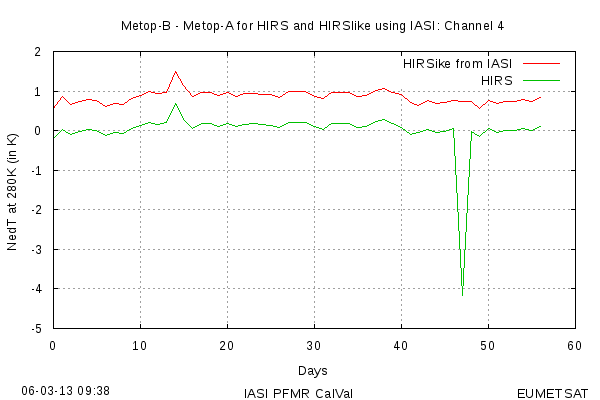 Metop-B - Metop-A for HIRS and HIRSlike using IASI: Channel 4
HIRSike from IASI
HIRS
2
1
0
-1
-2
-3
-4
-5
NedT at 280K (in K)
0 10 20 30 40 50 60
Days
06-03-13 09:38 IASI PFMR CalVal EUMETSAT